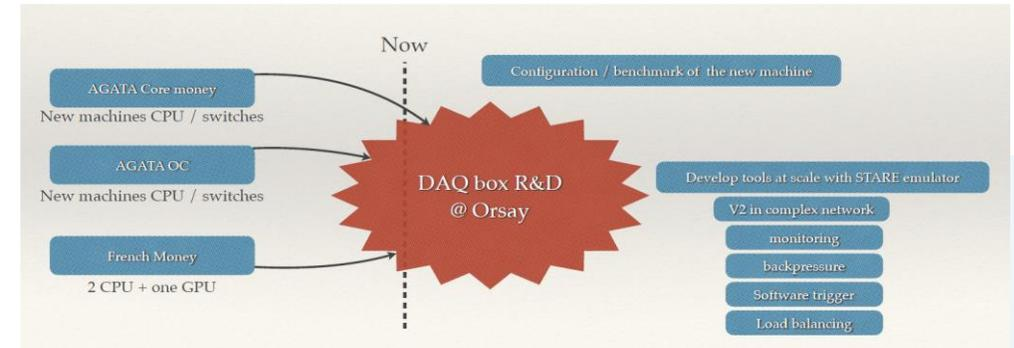 Now
Configuration / benchmark of the new machine
AGATA Core money
New machines CPU / switches
AGATA OC
New machines CPU / switches
French Money
2 CPU + one GPU
DAQ box R&D
@ Orsay
Develop tools at scale with STARE emulator
V2 in complex network
monitoring
backpressure
Software trigger
Load balancing